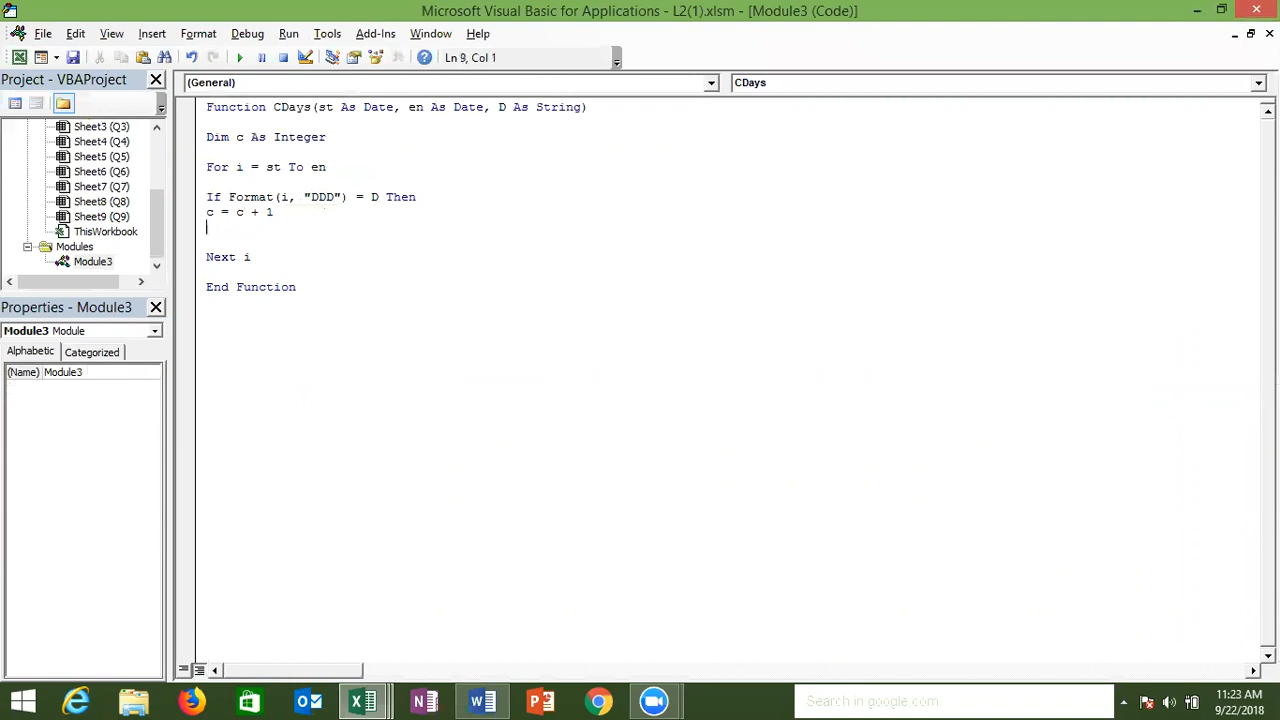 Microsoft Visual Basic for Applications - L2(1).xlsm - [Module3 (Code)]
File Edit View Insert Format Debug Run Tools Add-Ins Window Help
Ln 9, Col 1
Project - VBAProject
(General)
CDays
Sheet3 (Q3)
Sheet4 (Q4)
Sheet5 (Q5)
Sheet6 (Q6)
Sheet7 (Q7)
Sheet8 (Q8)
Sheet9 (Q9)
ThisWorkbook
Modules
Module3
Function CDays(st As Date, en As Date, D As String)
Dim c As Integer
For i = st To en
If Format(i, "DDD") = D Then
c = c + 1
Next i
End Function
Properties - Module3
Module3 Module
Alphabetic Categorized
(Name) Module3
Search in google.com
11:23 AM
9/22/2018